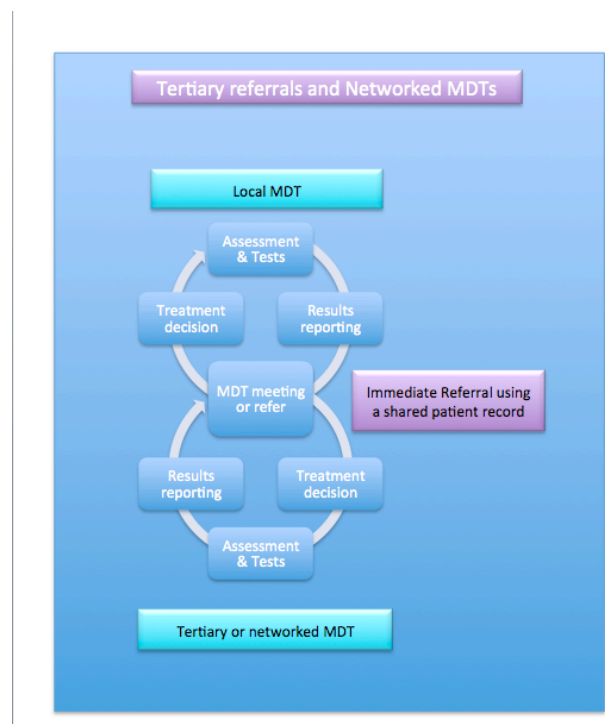 Tertiary referrals and Networked MDTs
Local MDT
Assessment
& Tests
Treatment
decision
Results
reporting
MDT meeting
or refer
Immediate Referral using
a shared patient record
Results
reporting
Treatment
decision
Assessment
& Tests
Tertiary or networked MDT